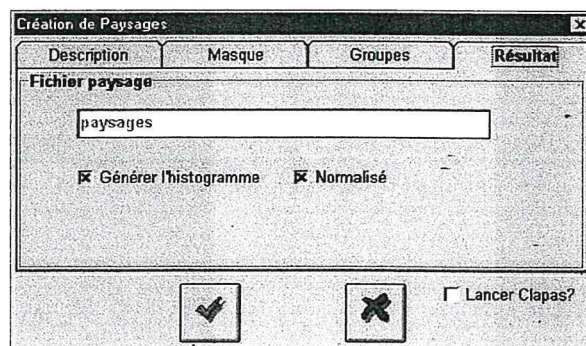 Création de Paysages
Description Masque Groupes Résultat
Fichier paysage
paysages
Générer l'histogramme Normalisé
Lancer Clapas?